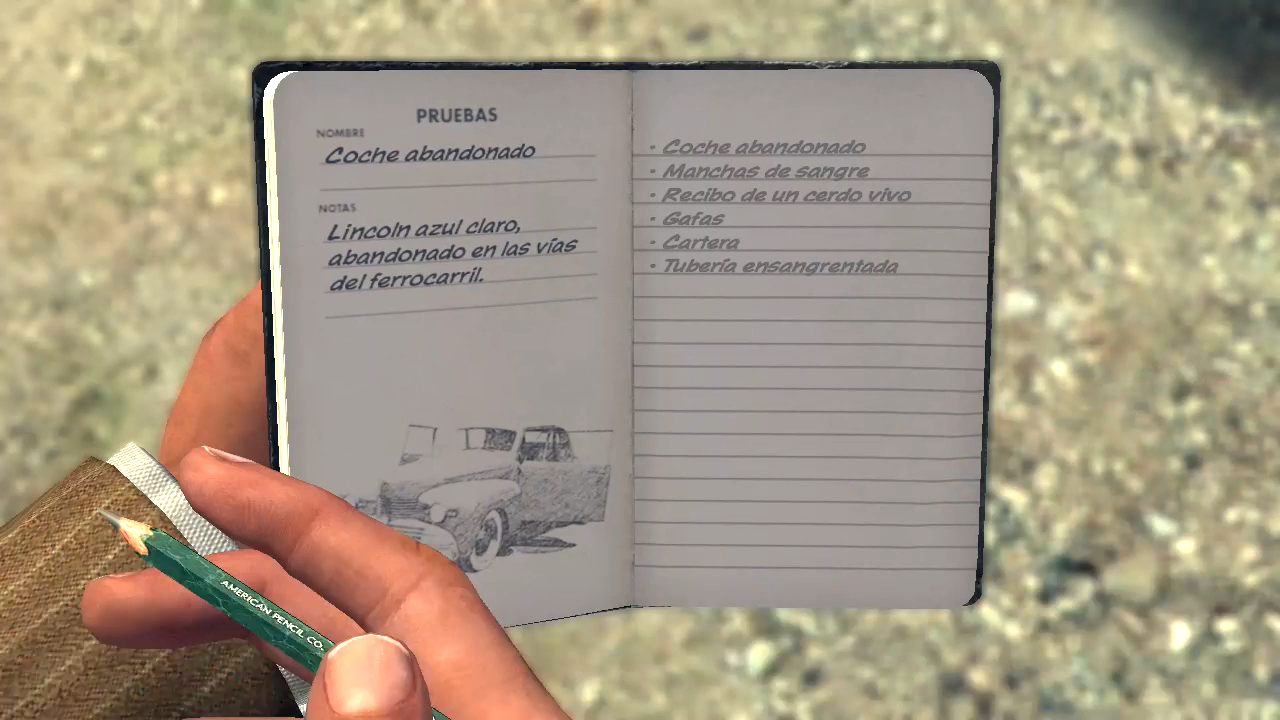 PRUEBAS
NOMBRE
Coche abandonado
NOTAS
Lincoln azul claro,
abandonado en las vías
del ferrocarril.
• Coche abandonado
• Manchas de sangre
• Recibo de un cerdo vivo
• Gafas
• Cartera
• Tubería ensangrentada
AMERICAN PENCIL CO.